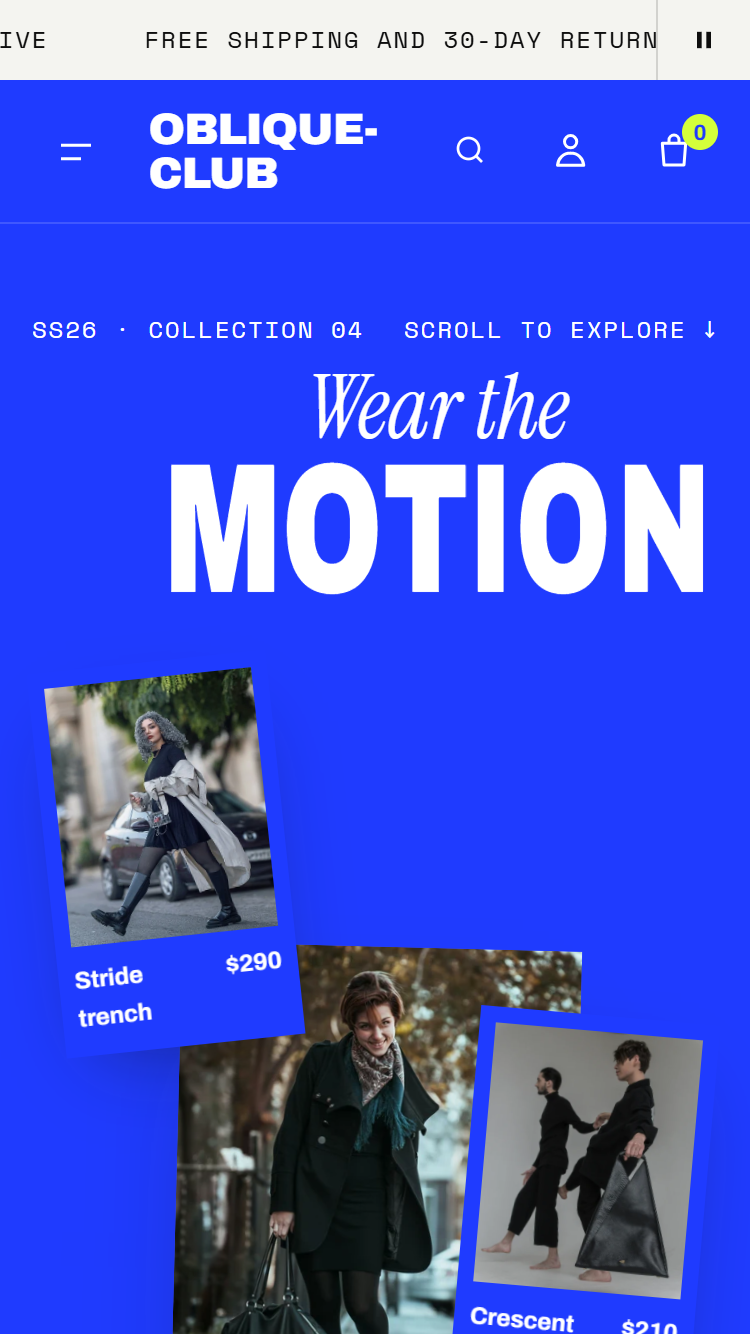 IVE FREE SHIPPING AND 30-DAY RETURN
OBLIQUE-
CLUB
0
SS26 · COLLECTION 04 SCROLL TO EXPLORE ↓
Wear the
MOTION
Stride $290
trench
Crescent $210